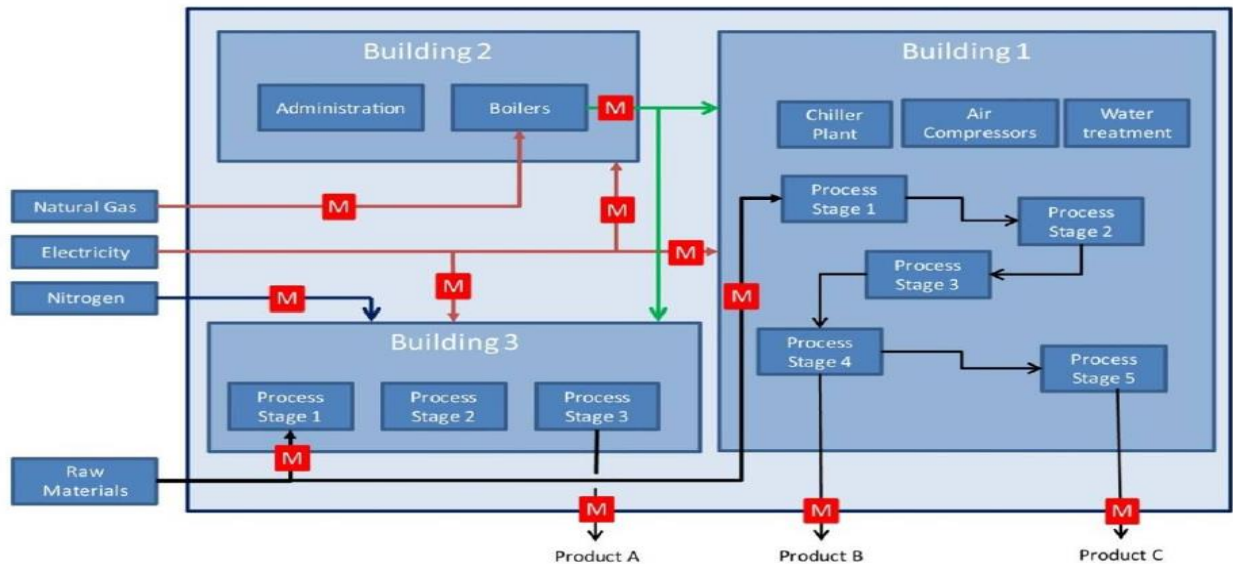 Building 2
Building 1
Administration
Boilers
M
Chiller
Plant
Air
Compressors
Water
treatment
Natural Gas
M
M
Process
Stage 1
Process
Stage 2
Electricity
M
M
Process
Stage 3
Nitrogen
M
M
Building 3
Process
Stage 4
Process
Stage 5
Process
Stage 1
Process
Stage 2
Process
Stage 3
M
Raw
Materials
M
M
M
Product A
Product B
Product C